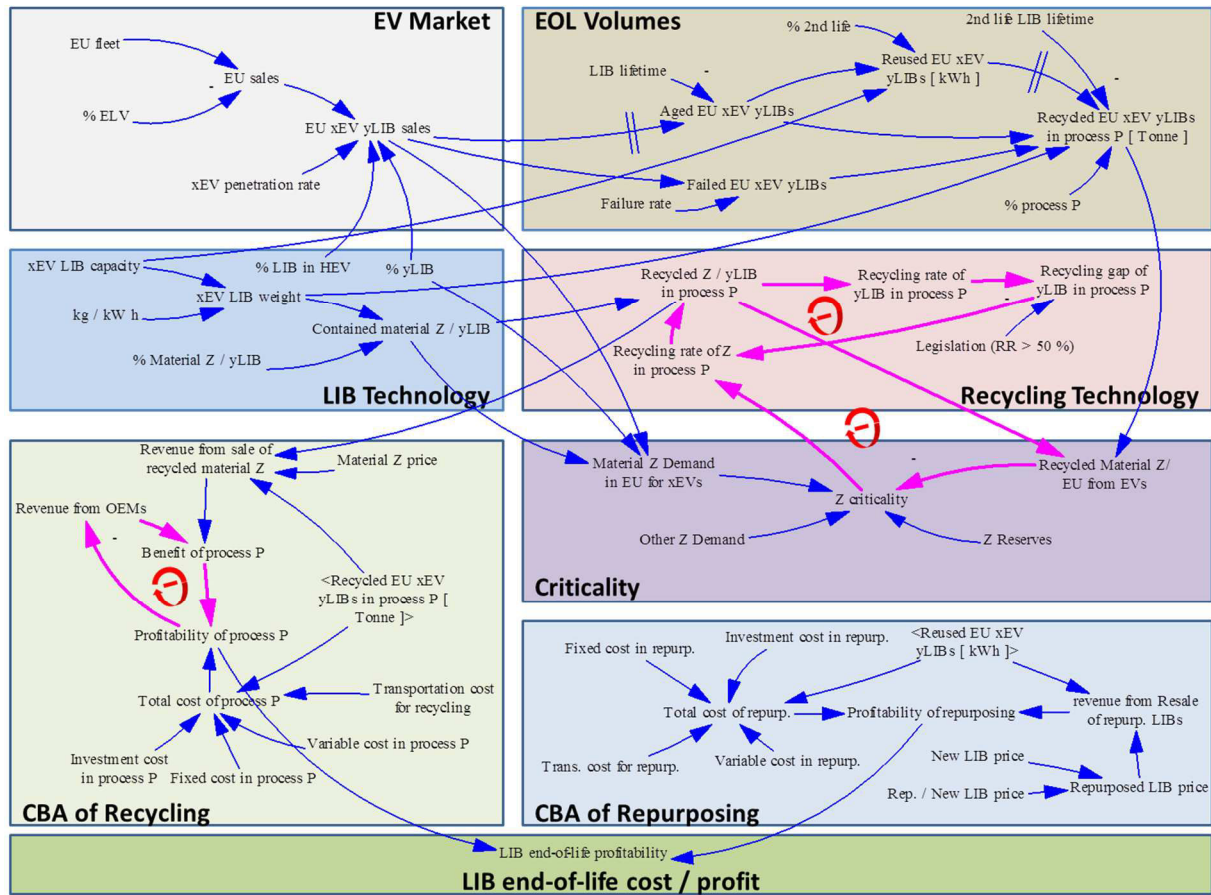 EV Market
EU fleet
EU sales
-
% ELV
EU xEV yLIB sales
xEV penetration rate
EOL Volumes
% 2nd life
2nd life LIB lifetime
LIB lifetime
-
Reused EU xEV
yLIBs [ kWh ]
-
Aged EU xEV yLIBs
Recycled EU xEV yLIBs
in process P [ Tonne ]
Failed EU xEV yLIBs
Failure rate
% process P
xEV LIB capacity
% LIB in HEV
% yLIB
xEV LIB weight
kg / kW h
Contained material Z / yLIB
% Material Z / yLIB
LIB Technology
Recycled Z / yLIB
in process P
Recycling rate of
yLIB in process P
Recycling gap of
yLIB in process P
-
Legislation (RR > 50 %)
Recycling rate of Z
in process P
Recycling Technology
Revenue from sale of
recycled material Z
Material Z price
Revenue from OEMs
-
Benefit of process P
<Recycled EU xEV
yLIBs in process P [
Tonne ]>
Profitability of process P
Total cost of process P
Transportation cost
for recycling
Variable cost in process P
Investment cost
in process P
Fixed cost in process P
CBA of Recycling
Material Z Demand
in EU for xEVs
-
Recycled Material Z/
EU from EVs
Z criticality
Other Z Demand
Z Reserves
Criticality
Fixed cost in repurp.
Investment cost in repurp.
<Reused EU xEV
yLIBs [ kWh ]>
Total cost of repurp.
Profitability of repurposing
revenue from Resale
of repurp. LIBs
Trans. cost for repurp.
Variable cost in repurp.
New LIB price
Rep. / New LIB price
Repurposed LIB price
CBA of Repurposing
LIB end-of-life profitability
LIB end-of-life cost / profit